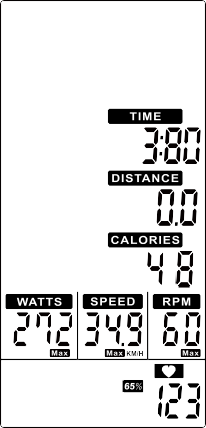 TIME
3:80
DISTANCE
0.0
CALORIES
48
WATTS SPEED RPM
272 34.9 60
Max Max KM/H Max
65%
123